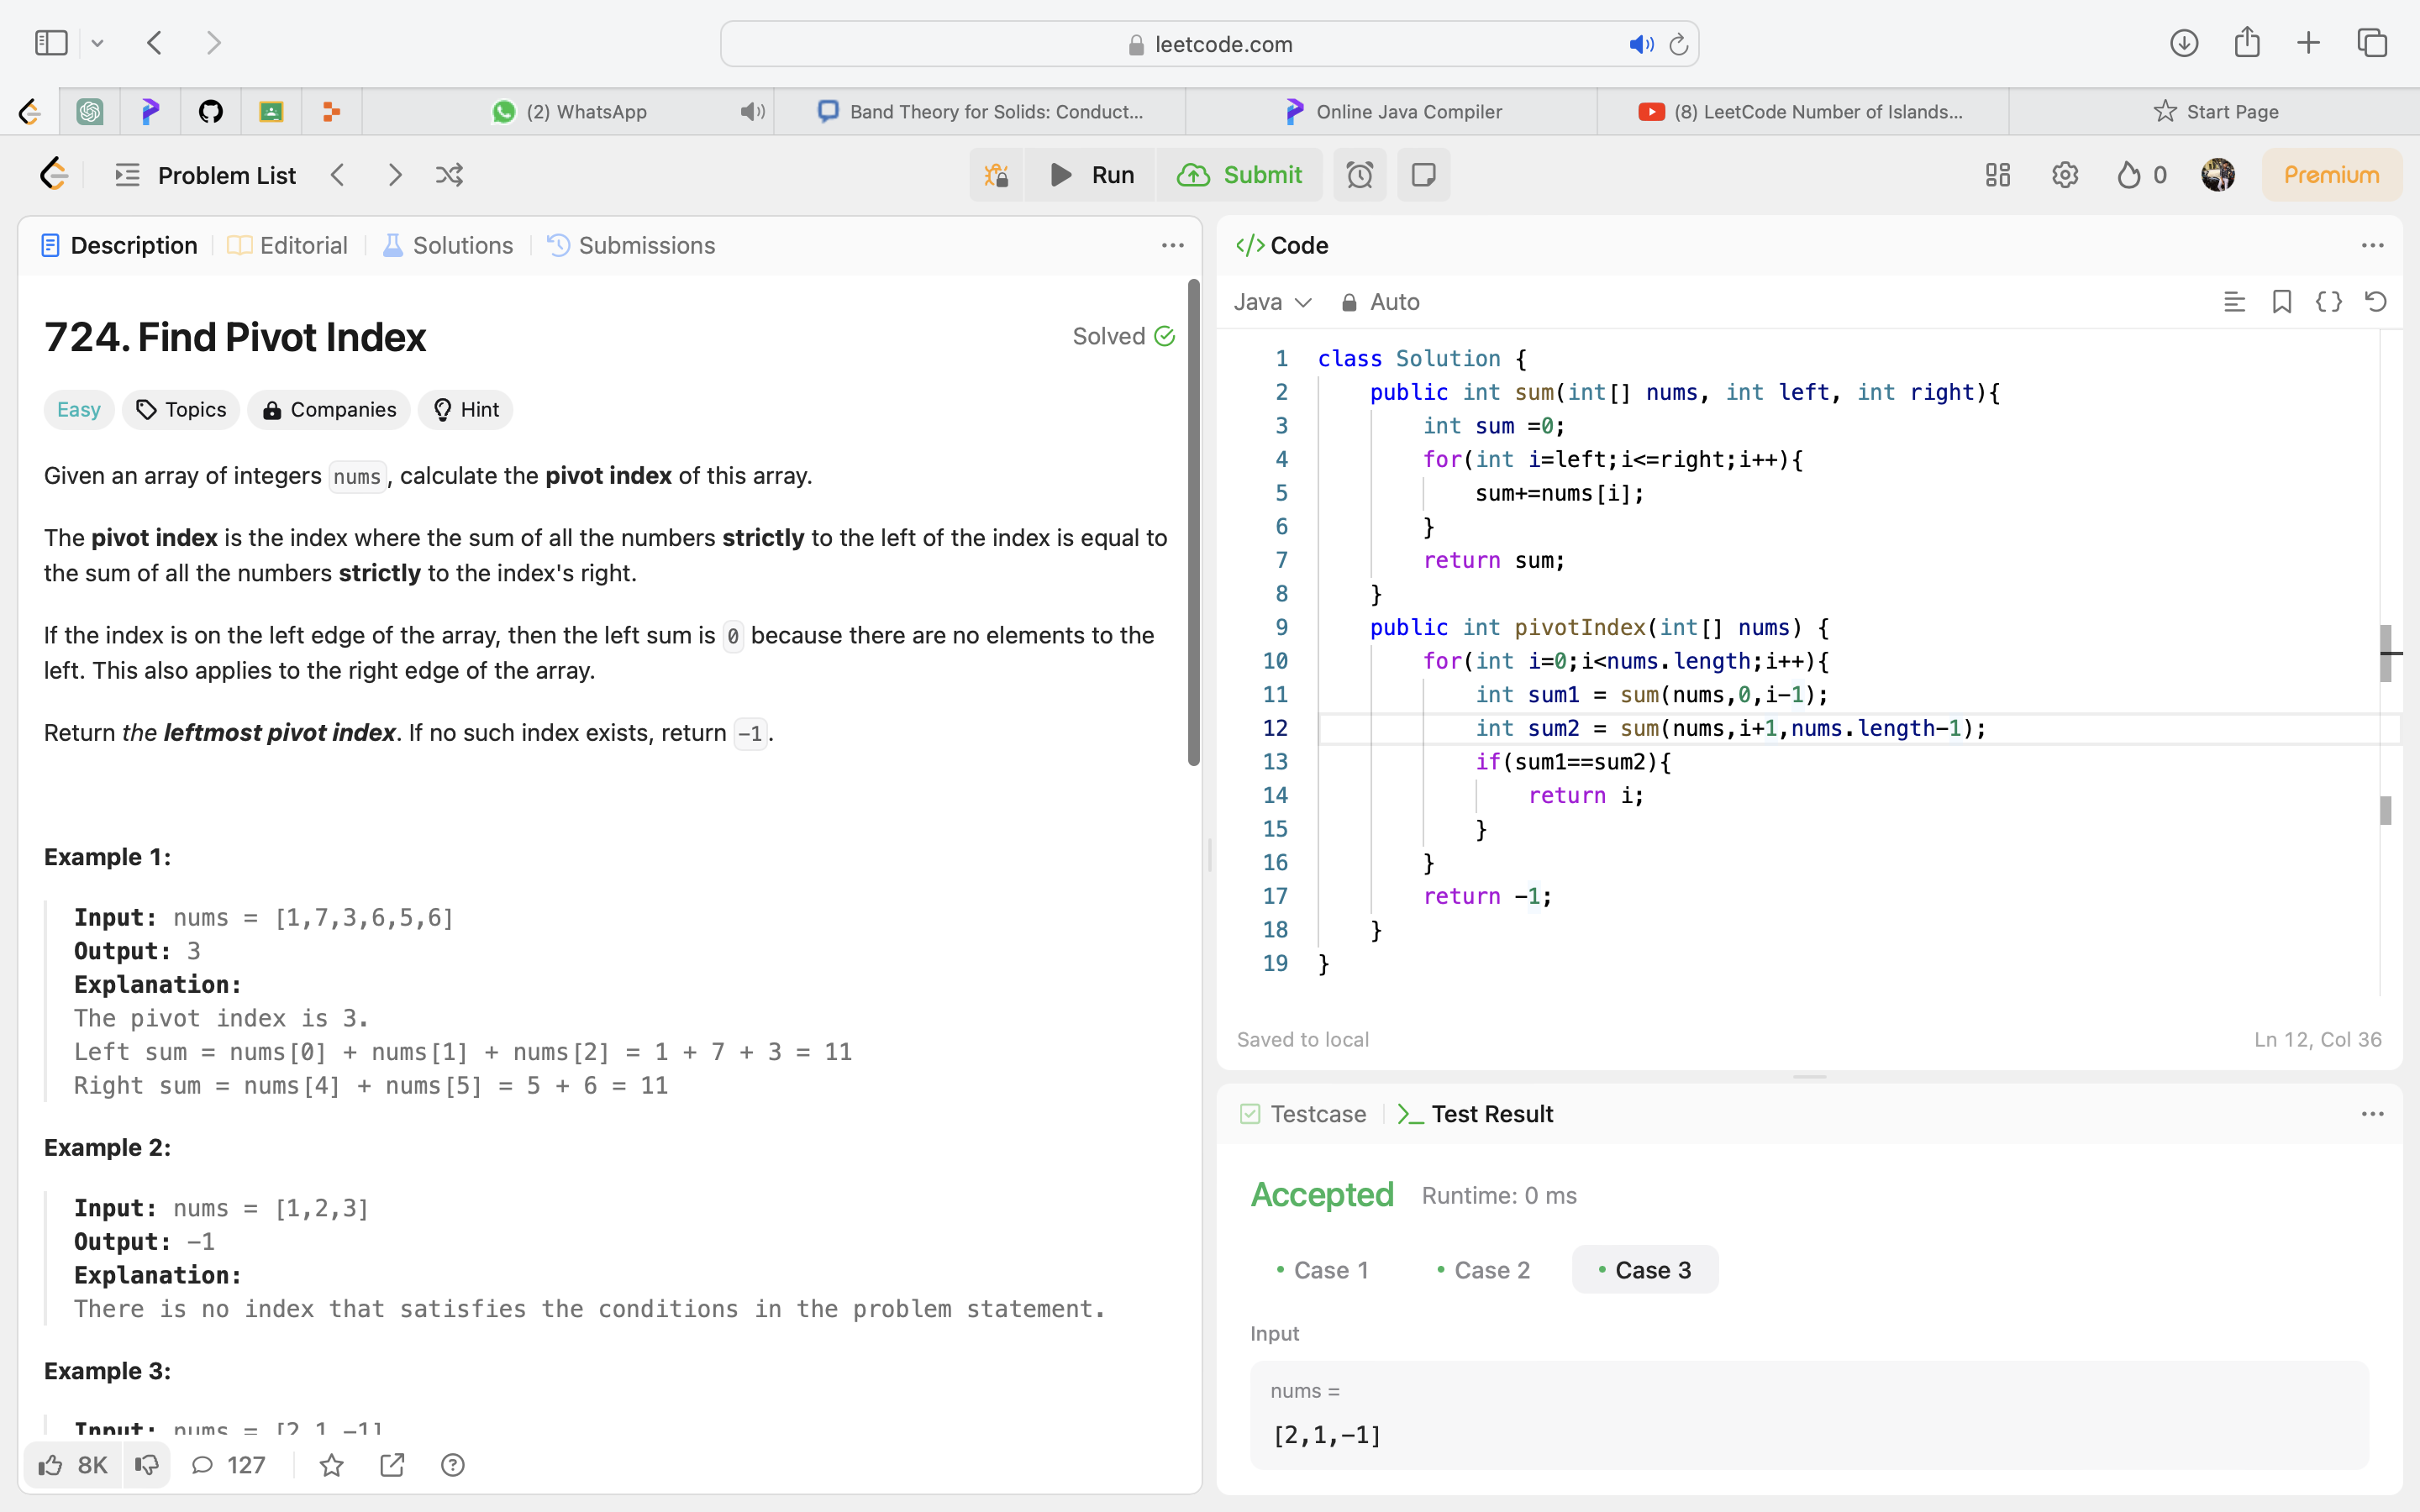 leetcode.com
(2) WhatsApp
Band Theory for Solids: Conduct...
Online Java Compiler
(8) LeetCode Number of Islands...
Start Page
Problem List
Run
Submit
0
Premium
Description
Editorial
Solutions
Submissions
724. Find Pivot Index
Solved
Easy
Topics
Companies
Hint
Given an array of integers nums, calculate the pivot index of this array.
The pivot index is the index where the sum of all the numbers strictly to the left of the index is equal to
the sum of all the numbers strictly to the index's right.
If the index is on the left edge of the array, then the left sum is 0 because there are no elements to the
left. This also applies to the right edge of the array.
Return the leftmost pivot index. If no such index exists, return -1.
Example 1:
Input: nums = [1,7,3,6,5,6]
Output: 3
Explanation:
The pivot index is 3.
Left sum = nums[0] + nums[1] + nums[2] = 1 + 7 + 3 = 11
Right sum = nums[4] + nums[5] = 5 + 6 = 11
Example 2:
Input: nums = [1,2,3]
Output: -1
Explanation:
There is no index that satisfies the conditions in the problem statement.
Example 3:
Input: nums = [2,1,-1]
8K
127
</> Code
Java
Auto
1 class Solution {
2 public int sum(int[] nums, int left, int right){
3 int sum =0;
4 for(int i=left;i<=right;i++){
5 sum+=nums[i];
6 }
7 return sum;
8 }
9 public int pivotIndex(int[] nums) {
10 for(int i=0;i<nums.length;i++){
11 int sum1 = sum(nums,0,i-1);
12 int sum2 = sum(nums,i+1,nums.length-1);
13 if(sum1==sum2){
14 return i;
15 }
16 }
17 return -1;
18 }
19 }
Saved to local
Ln 12, Col 36
Testcase
>_ Test Result
Accepted
Runtime: 0 ms
Case 1
Case 2
Case 3
Input
nums =
[2,1,-1]